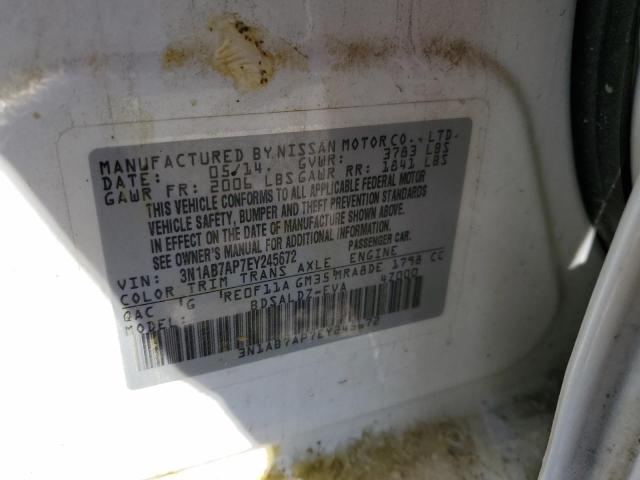 MANUFACTURED BY NISSAN MOTOR CO., LTD.
DATE: 05/14 GVWR: 3783 LBS
GAWR FR: 2006 LBS GAWR RR: 1841 LBS
THIS VEHICLE CONFORMS TO ALL APPLICABLE FEDERAL MOTOR
VEHICLE SAFETY, BUMPER AND THEFT PREVENTION STANDARDS
IN EFFECT ON THE DATE OF MANUFACTURE SHOWN ABOVE.
SEE OWNER'S MANUAL FOR ADDITIONAL INFORMATION
VIN: 3N1AB7AP7EY245672 PASSENGER CAR.
COLOR TRIM TRANS AXLE ENGINE
QAC G RE0F11A GM35 MRA8DE 1798 CC
MODEL: BDSALDZ-EVA 47000
3N1AB7AP7EY245672